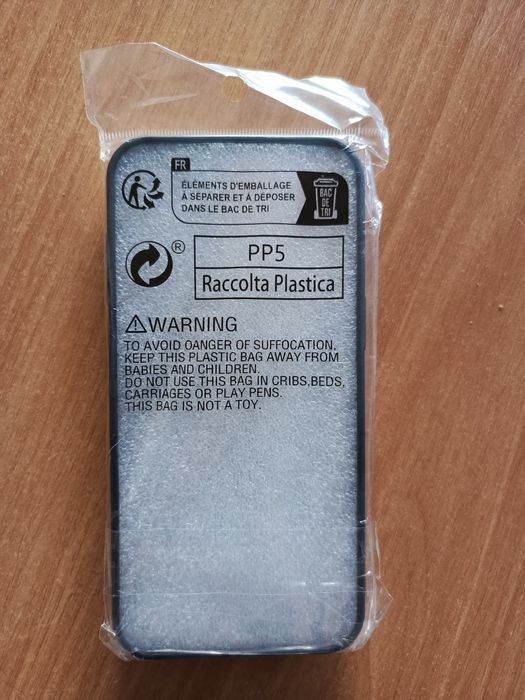 FR
ÉLÉMENTS D'EMBALLAGE
À SÉPARER ET À DÉPOSER
DANS LE BAC DE TRI
BAC
DE
TRI
®
PP5
Raccolta Plastica
WARNING
TO AVOID OANGER OF SUFFOCATION,
KEEP THIS PLASTIC BAG AWAY FROM
BABIES AND CHILDREN.
DO NOT USE THIS BAG IN CRIBS,BEDS,
CARRIAGES OR PLAY PENS.
THIS BAG IS NOT A TOY.